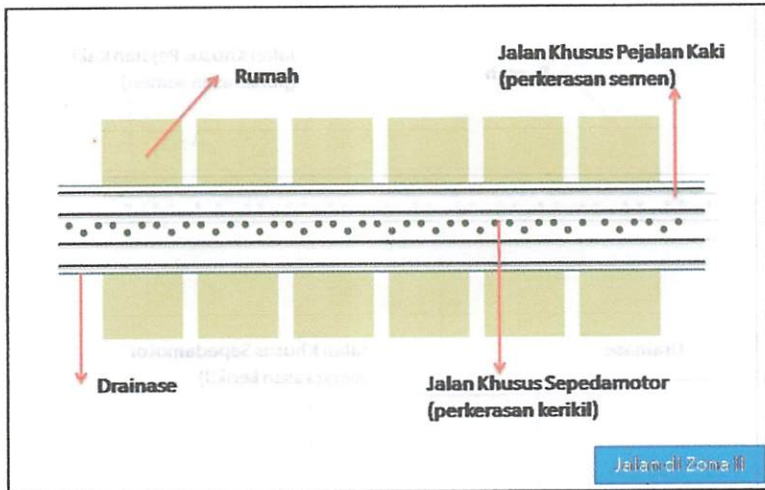 Rumah
Jalan Khusus Pejalan Kaki
(perkerasan semen)
Drainase
Jalan Khusus Sepedamotor
(perkerasan kerikil)
Jalan di Zona II